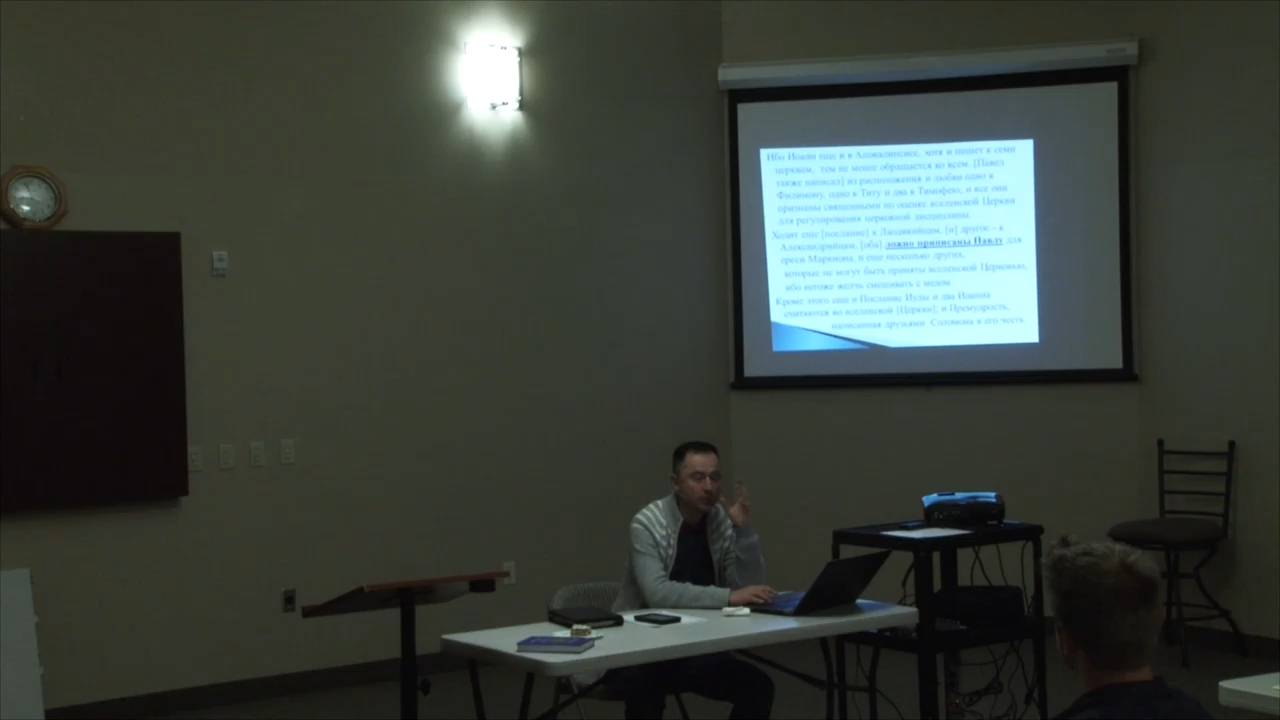 Ибо Иоанн еще и в Апокалипсисе, хотя и пишет к семи
церквам, тем не менее обращается ко всем. [Павел
также написал] из расположения и любви одно к
Филимону, одно к Титу и два к Тимофею; и все они
признаны священными по оценке вселенской Церкви
для регулирования церковной дисциплины.
Ходит еще [послание] к Лаодикийцам, [и] другое - к
Александрийцам, [оба] ложно приписаны Павлу для
ереси Маркиона, и еще несколько других,
которые не могут быть приняты вселенской Церковью,
ибо негоже желчь смешивать с медом.
Кроме этого еще и Послание Иуды и два Иоанна
считаются во вселенской [Церкви]; и Премудрость,
написанная друзьями Соломона в его честь.